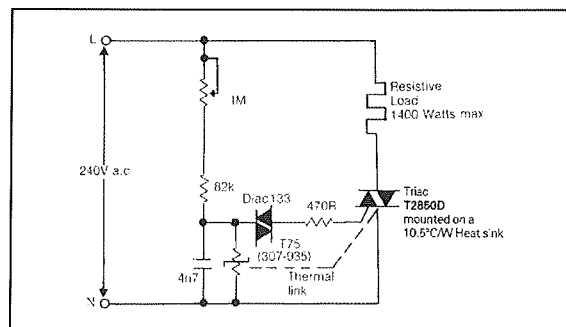 L
Resistive
Load
1400 Watts max
1M
240V a.c
82k
Diac133
470R
Triac
T2850D
mounted on a
10.5°C/W Heat sink
T75
(307-935)
4n7
Thermal
link
N